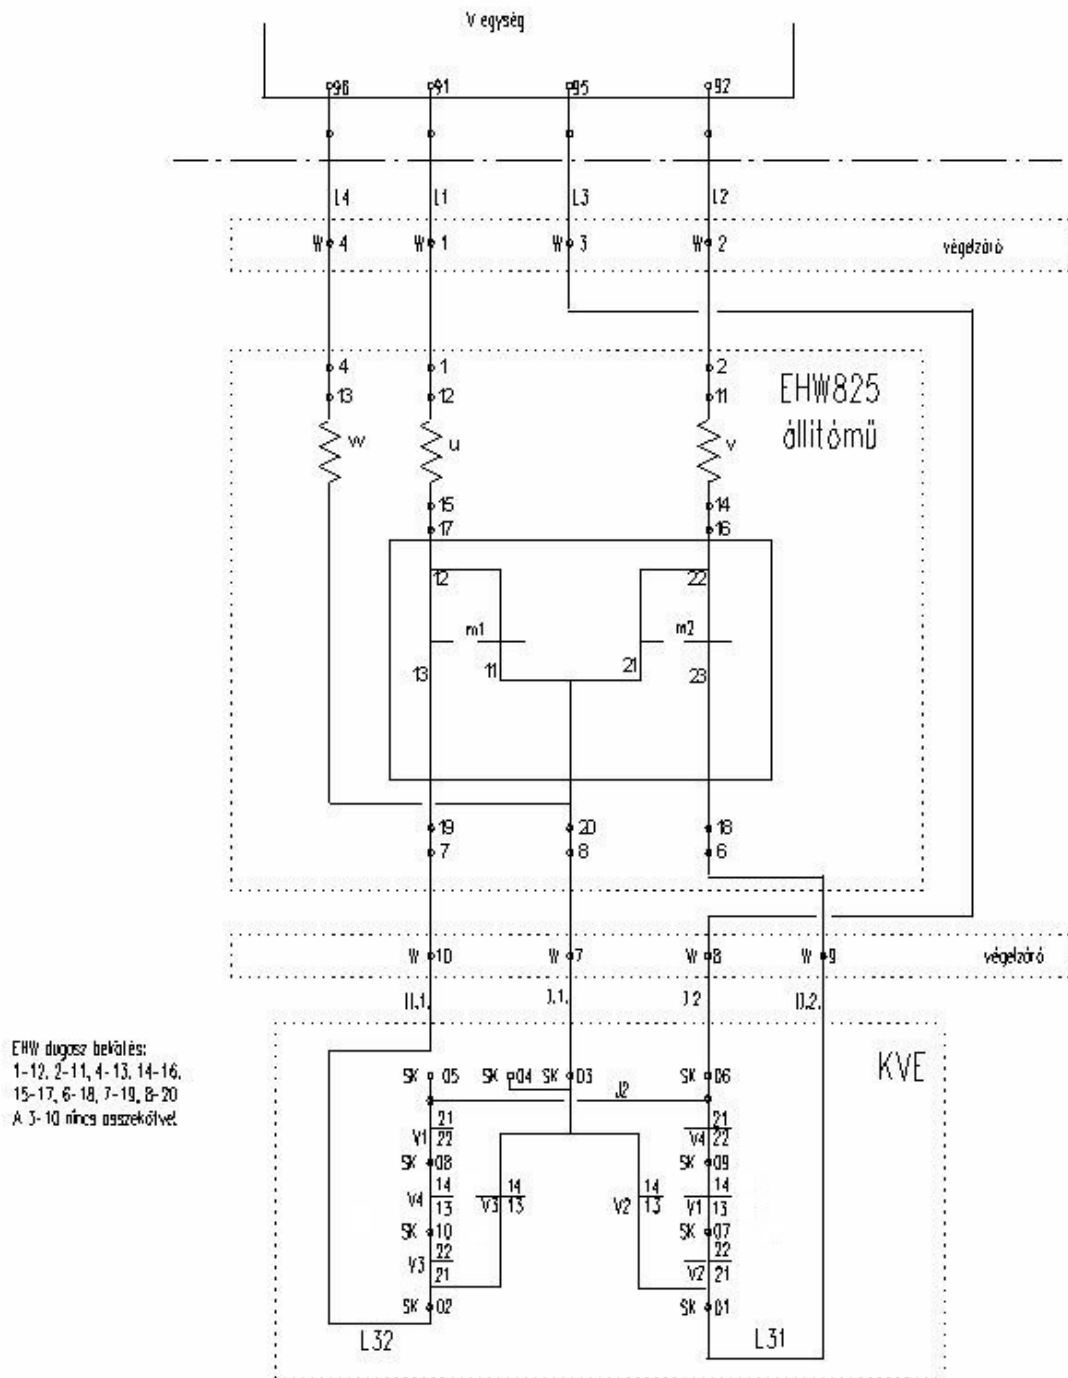 V egység
98 91 95 92
L4 L1 L3 L2
W 4 W 1 W 3 W 2 végelzáró
4 1 2
13 12 11
EHW825
állítómű
W u v
15 14
17 16
12 22
m1 m2
13 11 21 23
19 20 18
7 8 6
W 10 W 7 W 8 W 9 végelzáró
II.1. I.1. I.2 II.2.
KVE
EHW dugasz bekötés:
1-12, 2-11, 4-13, 14-16,
15-17, 6-18, 7-19, 8-20
A 3-10 nincs összekötve!
SK 05 SK 04 SK 03 SK 06
J2
21 21
V1 22 V4 22
SK 08 SK 09
14 14 14 14
V4 13 V3 13 V2 13 V1 13
SK 10 SK 07
22 22
V3 21 V2 21
SK 02 SK 01
L32 L31